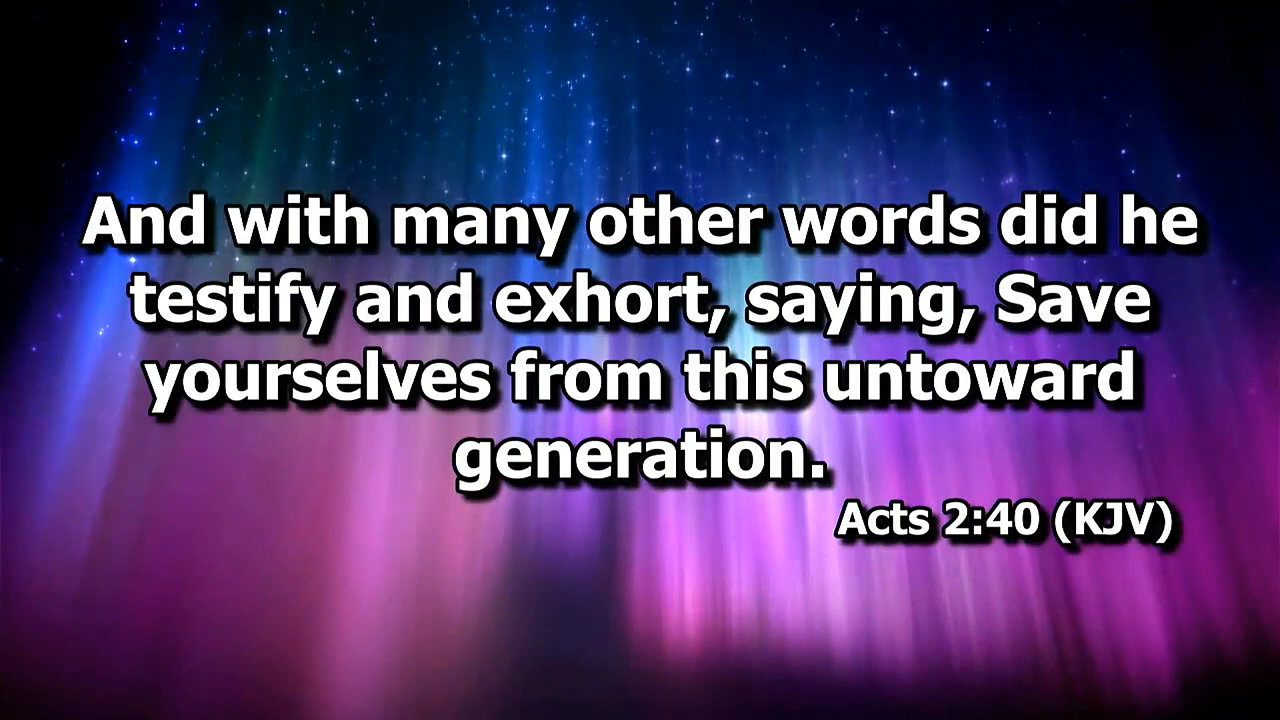 And with many other words did he
testify and exhort, saying, Save
yourselves from this untoward
generation.
Acts 2:40 (KJV)